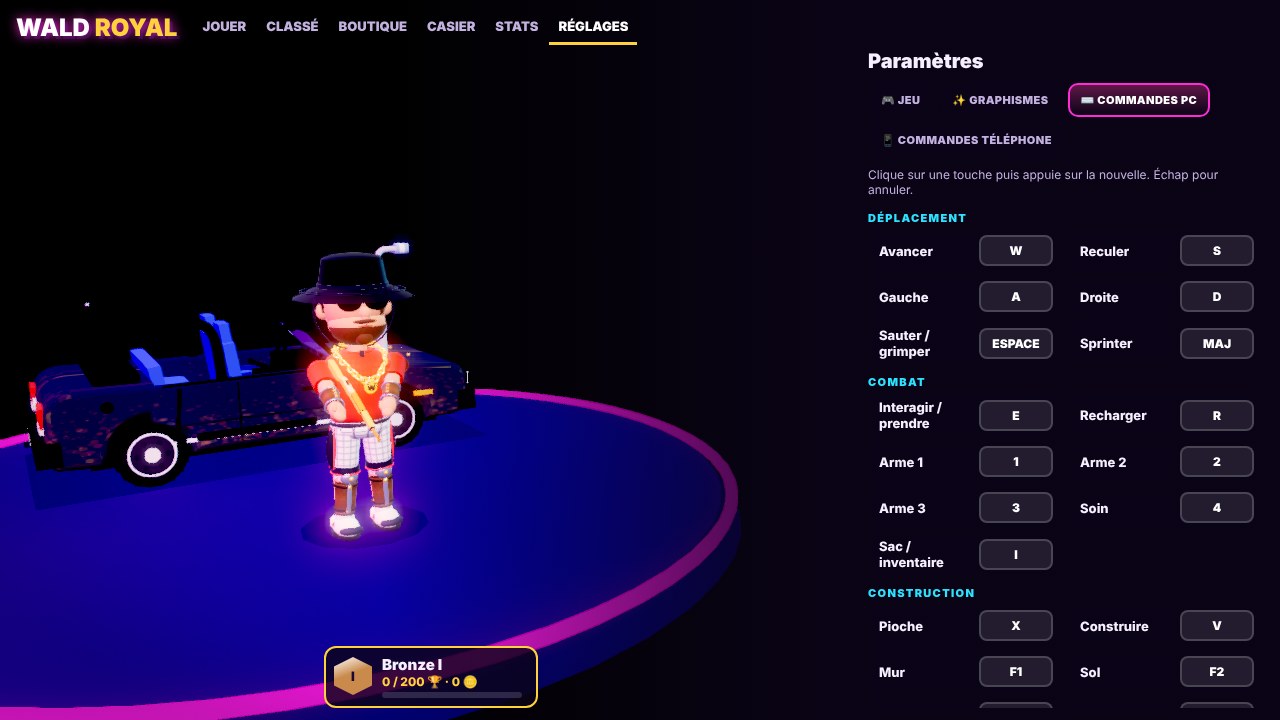 WALD ROYAL JOUER CLASSÉ BOUTIQUE CASIER STATS RÉGLAGES
Paramètres
🎮 JEU ✨ GRAPHISMES ⌨️ COMMANDES PC
📱 COMMANDES TÉLÉPHONE
Clique sur une touche puis appuie sur la nouvelle. Échap pour
annuler.
DÉPLACEMENT
Avancer W Reculer S
Gauche A Droite D
Sauter /
grimper ESPACE Sprinter MAJ
COMBAT
Interagir /
prendre E Recharger R
Arme 1 1 Arme 2 2
Arme 3 3 Soin 4
Sac /
inventaire I
CONSTRUCTION
Pioche X Construire V
Mur F1 Sol F2
I Bronze I
0 / 200 🏆 · 0 🪙